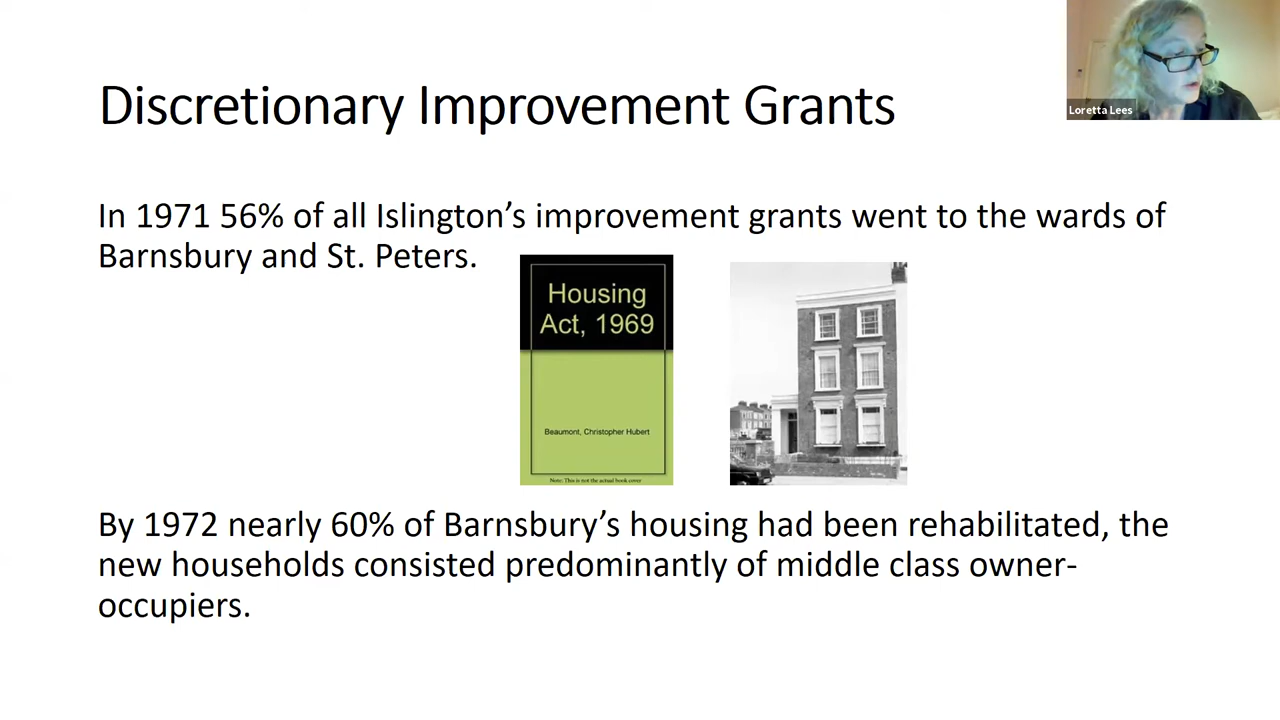 Discretionary Improvement Grants
Loretta Lees
In 1971 56% of all Islington’s improvement grants went to the wards of
Barnsbury and St. Peters.
Housing
Act, 1969
Beaumont, Christopher Hubert
Note: This is not the actual book cover
By 1972 nearly 60% of Barnsbury’s housing had been rehabilitated, the
new households consisted predominantly of middle class owner-
occupiers.